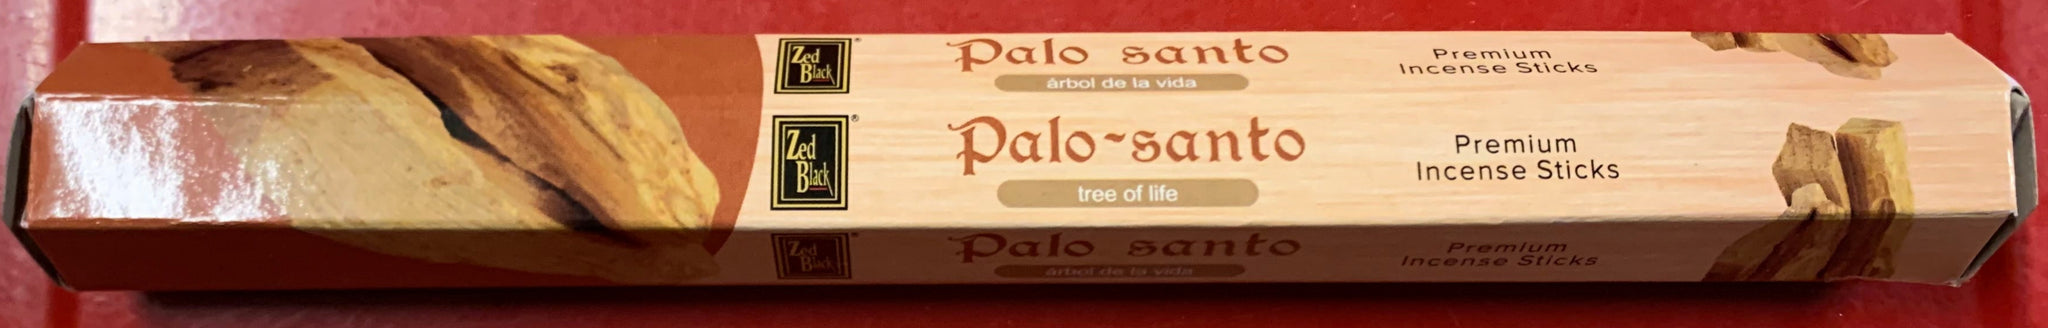 Zed
Black
®
Palo santo
árbol de la vida
Premium
Incense Sticks
Zed
Black
®
Palo-santo
tree of life
Premium
Incense Sticks
Zed
Black
Palo santo
árbol de la vida
Premium
Incense Sticks